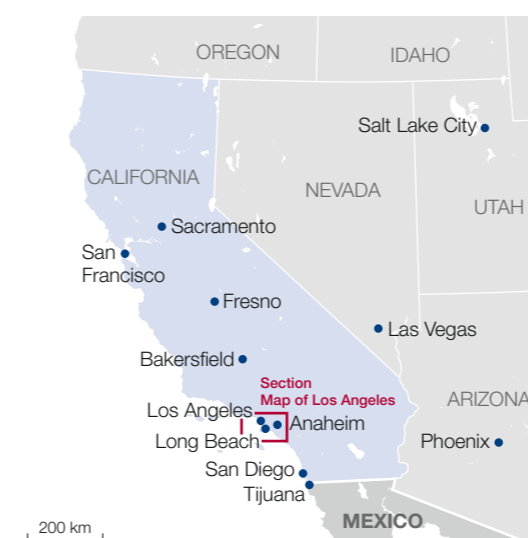 OREGON
IDAHO
Salt Lake City
CALIFORNIA
NEVADA
UTAH
Sacramento
San
Francisco
Fresno
Las Vegas
Bakersfield
Section
Map of Los Angeles
ARIZONA
Los Angeles
Anaheim
Long Beach
Phoenix
San Diego
Tijuana
MEXICO
200 km